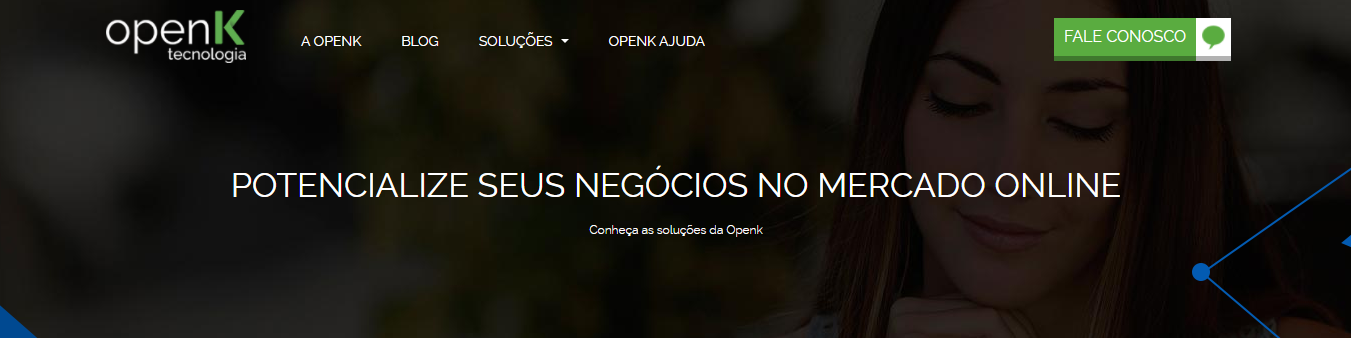 openK
tecnologia
A OPENK
BLOG
SOLUÇÕES
OPENK AJUDA
FALE CONOSCO
POTENCIALIZE SEUS NEGÓCIOS NO MERCADO ONLINE
Conheça as soluções da Openk